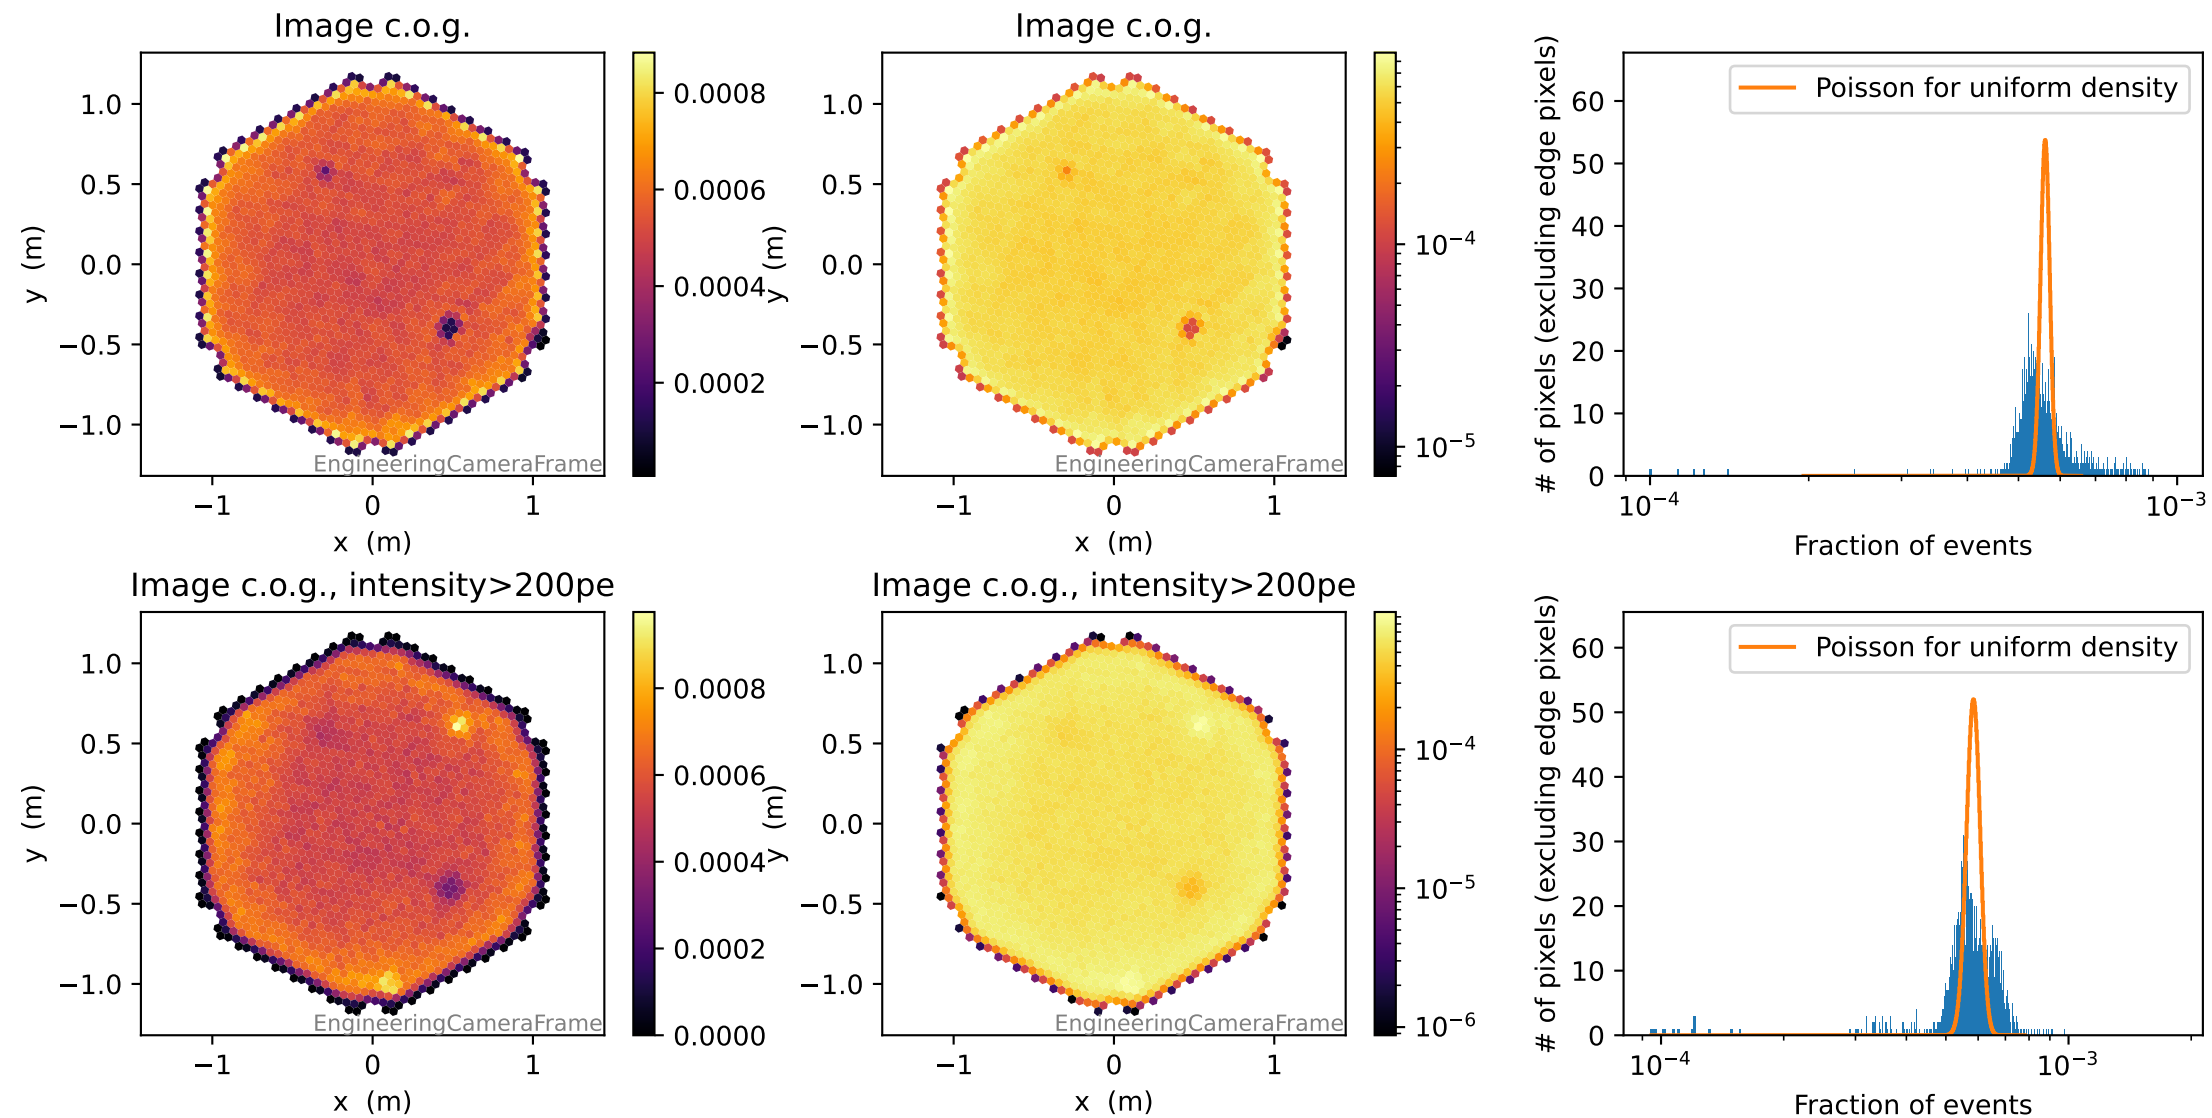 Image c.o.g.
1.0
0.5
0.0
−0.5
−1.0
y (m)
−1
0
1
x (m)
EngineeringCameraFrame
0.0008
0.0006
0.0004
0.0002
Image c.o.g.
1.0
0.5
0.0
−0.5
−1.0
y (m)
−1
0
1
x (m)
EngineeringCameraFrame
10⁻⁴
10⁻⁵
# of pixels (excluding edge pixels)
60
50
40
30
20
10
0
Poisson for uniform density
10⁻⁴
10⁻³
Fraction of events
Image c.o.g., intensity>200pe
1.0
0.5
0.0
−0.5
−1.0
y (m)
−1
0
1
x (m)
EngineeringCameraFrame
0.0008
0.0006
0.0004
0.0002
0.0000
Image c.o.g., intensity>200pe
1.0
0.5
0.0
−0.5
−1.0
y (m)
−1
0
1
x (m)
EngineeringCameraFrame
10⁻⁴
10⁻⁵
10⁻⁶
# of pixels (excluding edge pixels)
60
50
40
30
20
10
0
Poisson for uniform density
10⁻⁴
10⁻³
Fraction of events